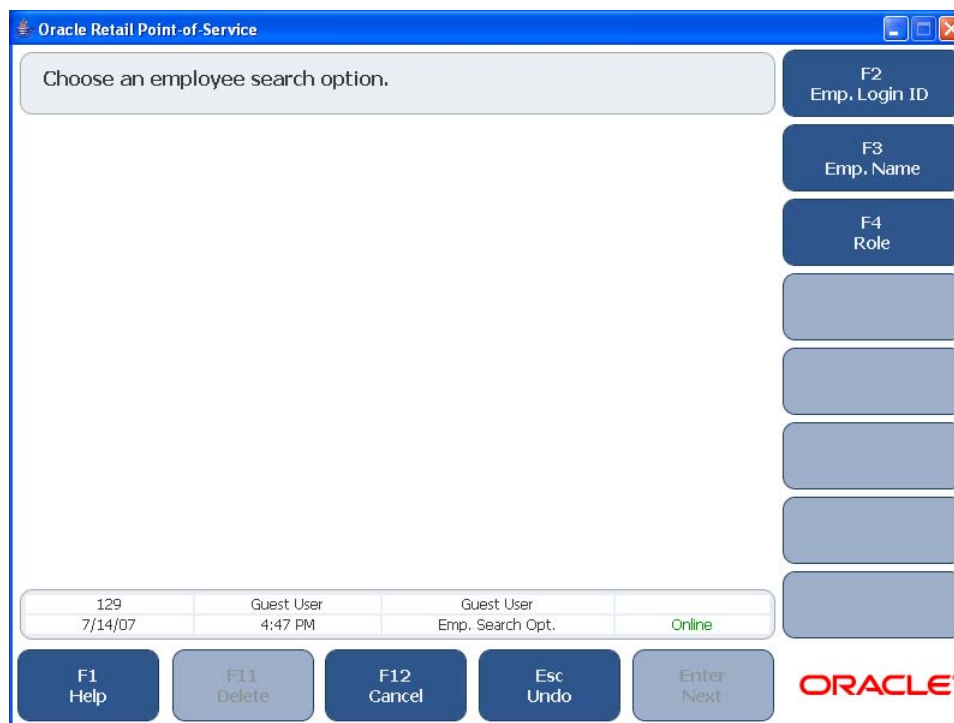 Oracle Retail Point-of-Service
Choose an employee search option.
F2
Emp. Login ID
F3
Emp. Name
F4
Role
129 Guest User Guest User
7/14/07 4:47 PM Emp. Search Opt. Online
F1
Help
F11
Delete
F12
Cancel
Esc
Undo
Enter
Next
ORACLE